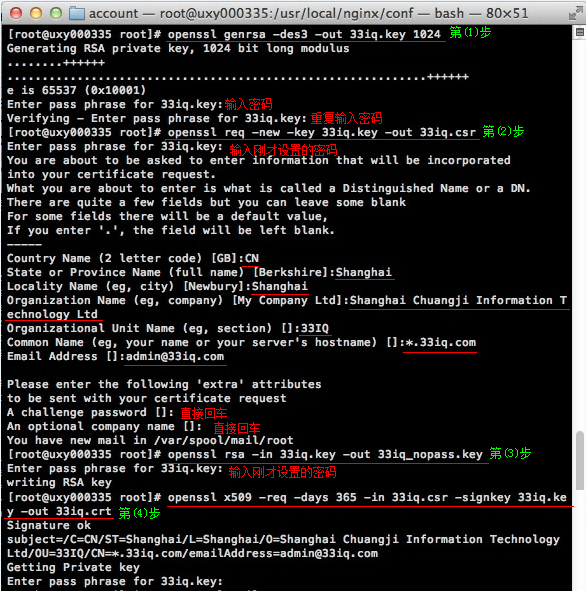 account — root@uxy000335:/usr/local/nginx/conf — bash — 80×51
[root@uxy000335 root]# openssl genrsa -des3 -out 33iq.key 1024 第(1)步
Generating RSA private key, 1024 bit long modulus
........++++++
..............................................................++++++
e is 65537 (0x10001)
Enter pass phrase for 33iq.key:输入密码
Verifying - Enter pass phrase for 33iq.key:重复输入密码
[root@uxy000335 root]# openssl req -new -key 33iq.key -out 33iq.csr 第(2)步
Enter pass phrase for 33iq.key: 输入刚才设置的密码
You are about to be asked to enter information that will be incorporated
into your certificate request.
What you are about to enter is what is called a Distinguished Name or a DN.
There are quite a few fields but you can leave some blank
For some fields there will be a default value,
If you enter '.', the field will be left blank.
-----
Country Name (2 letter code) [GB]:CN
State or Province Name (full name) [Berkshire]:Shanghai
Locality Name (eg, city) [Newbury]:Shanghai
Organization Name (eg, company) [My Company Ltd]:Shanghai Chuangji Information T
echnology Ltd
Organizational Unit Name (eg, section) []:33IQ
Common Name (eg, your name or your server's hostname) []:*.33iq.com
Email Address []:admin@33iq.com
Please enter the following 'extra' attributes
to be sent with your certificate request
A challenge password []: 直接回车
An optional company name []: 直接回车
You have new mail in /var/spool/mail/root
[root@uxy000335 root]# openssl rsa -in 33iq.key -out 33iq_nopass.key 第(3)步
Enter pass phrase for 33iq.key: 输入刚才设置的密码
writing RSA key
[root@uxy000335 root]# openssl x509 -req -days 365 -in 33iq.csr -signkey 33iq.ke
y -out 33iq.crt 第(4)步
Signature ok
subject=/C=CN/ST=Shanghai/L=Shanghai/O=Shanghai Chuangji Information Technology
Ltd/OU=33IQ/CN=*.33iq.com/emailAddress=admin@33iq.com
Getting Private key
Enter pass phrase for 33iq.key: